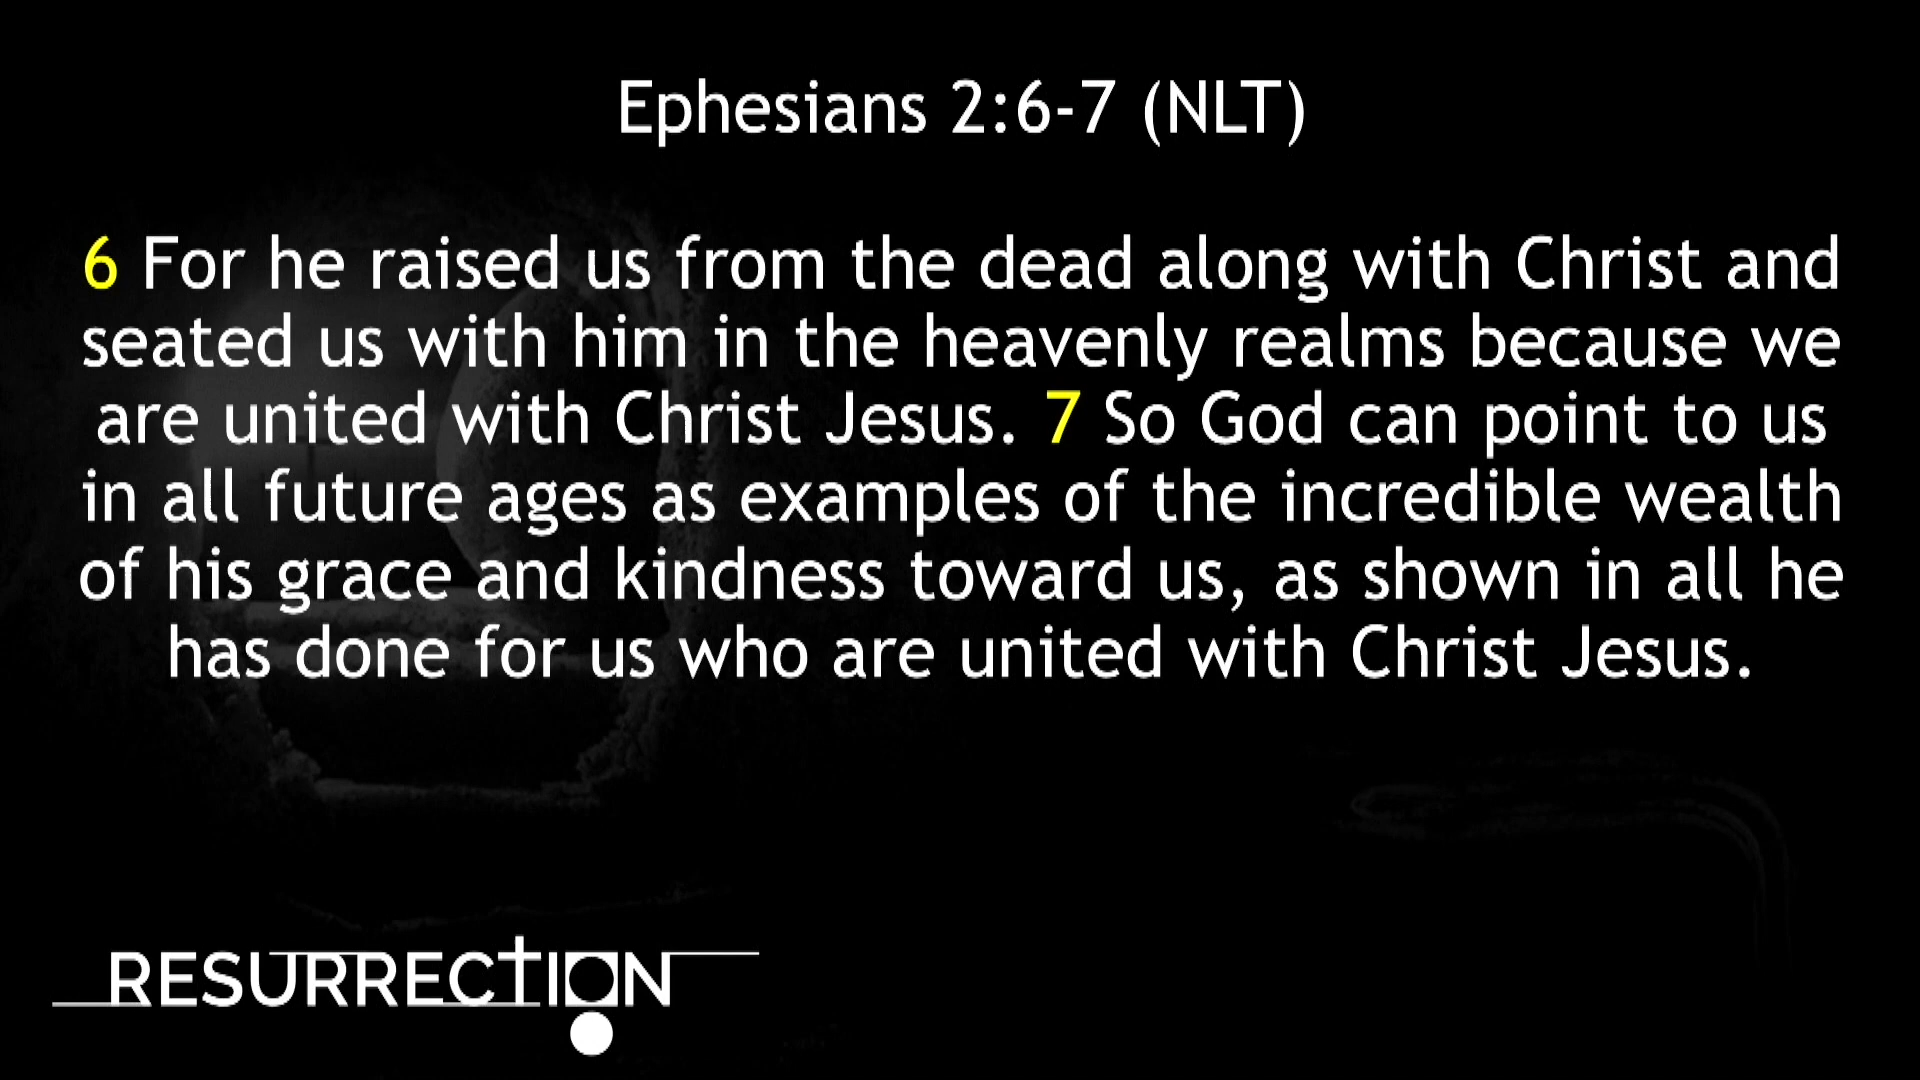 Ephesians 2:6-7 (NLT)
6 For he raised us from the dead along with Christ and
seated us with him in the heavenly realms because we
are united with Christ Jesus. 7 So God can point to us
in all future ages as examples of the incredible wealth
of his grace and kindness toward us, as shown in all he
has done for us who are united with Christ Jesus.
RESURRECTION